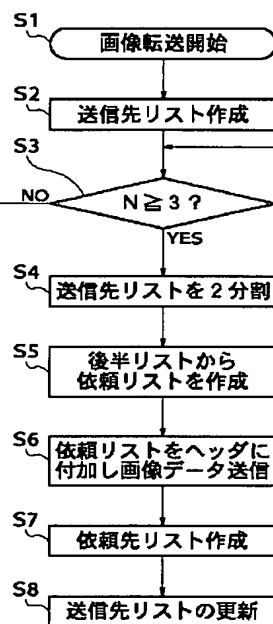 S1
画像転送開始
S2
送信先リスト作成
S3
NO
N≧3?
YES
S4
送信先リストを2分割
S5
後半リストから
依頼リストを作成
S6
依頼リストをヘッダに
付加し画像データ送信
S7
依頼先リスト作成
S8
送信先リストの更新